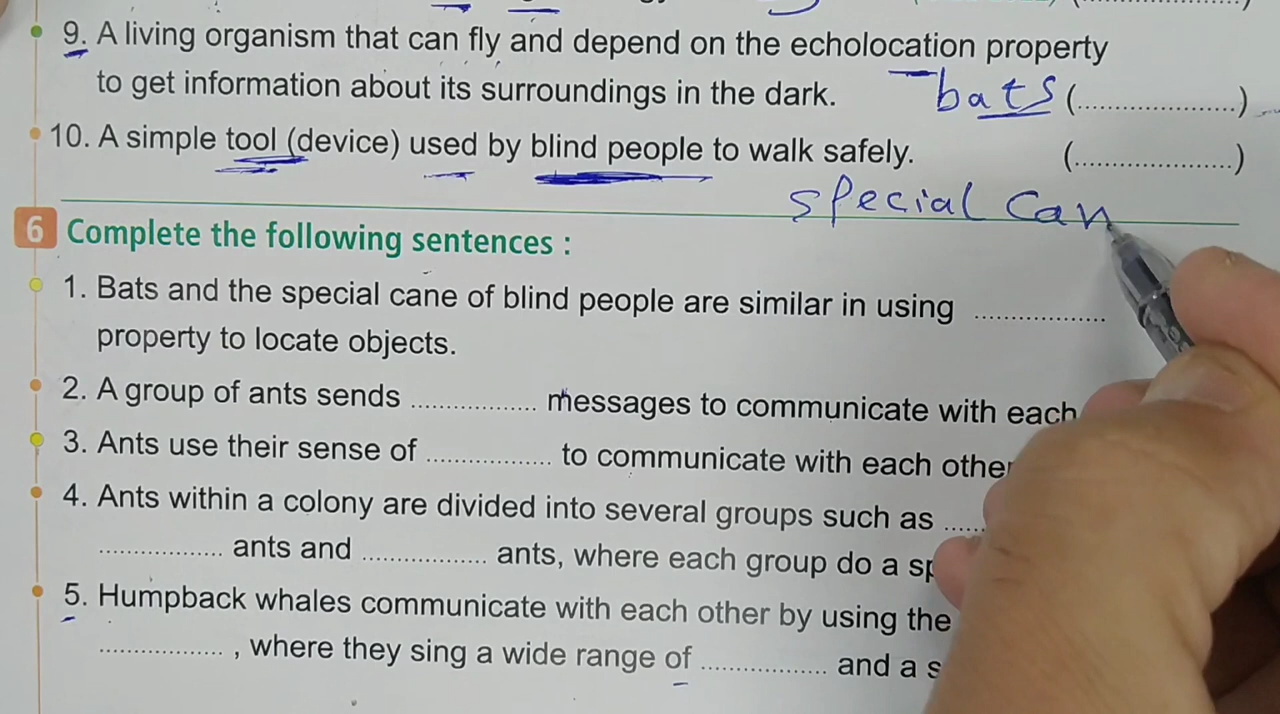 9. A living organism that can fly and depend on the echolocation property
to get information about its surroundings in the dark. bats (....................)
10. A simple tool (device) used by blind people to walk safely. (....................)
special Can
6 Complete the following sentences :
1. Bats and the special cane of blind people are similar in using ..................
property to locate objects.
2. A group of ants sends .................. messages to communicate with each
3. Ants use their sense of .................. to communicate with each other
4. Ants within a colony are divided into several groups such as ......
.................. ants and .................. ants, where each group do a
5. Humpback whales communicate with each other by using the
.................. , where they sing a wide range of .................. and a